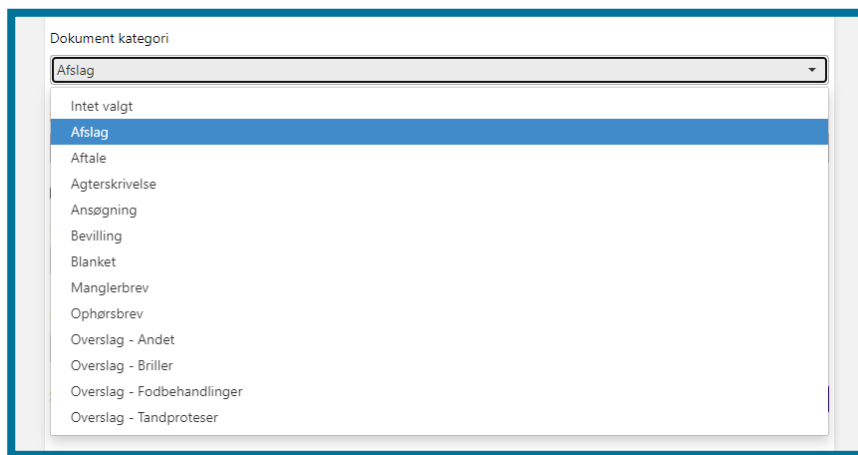 Dokument kategori
Afslag
Intet valgt
Afslag
Aftale
Agterskrivelse
Ansøgning
Bevilling
Blanket
Manglerbrev
Ophørsbrev
Overslag - Andet
Overslag - Briller
Overslag - Fodbehandlinger
Overslag - Tandproteser